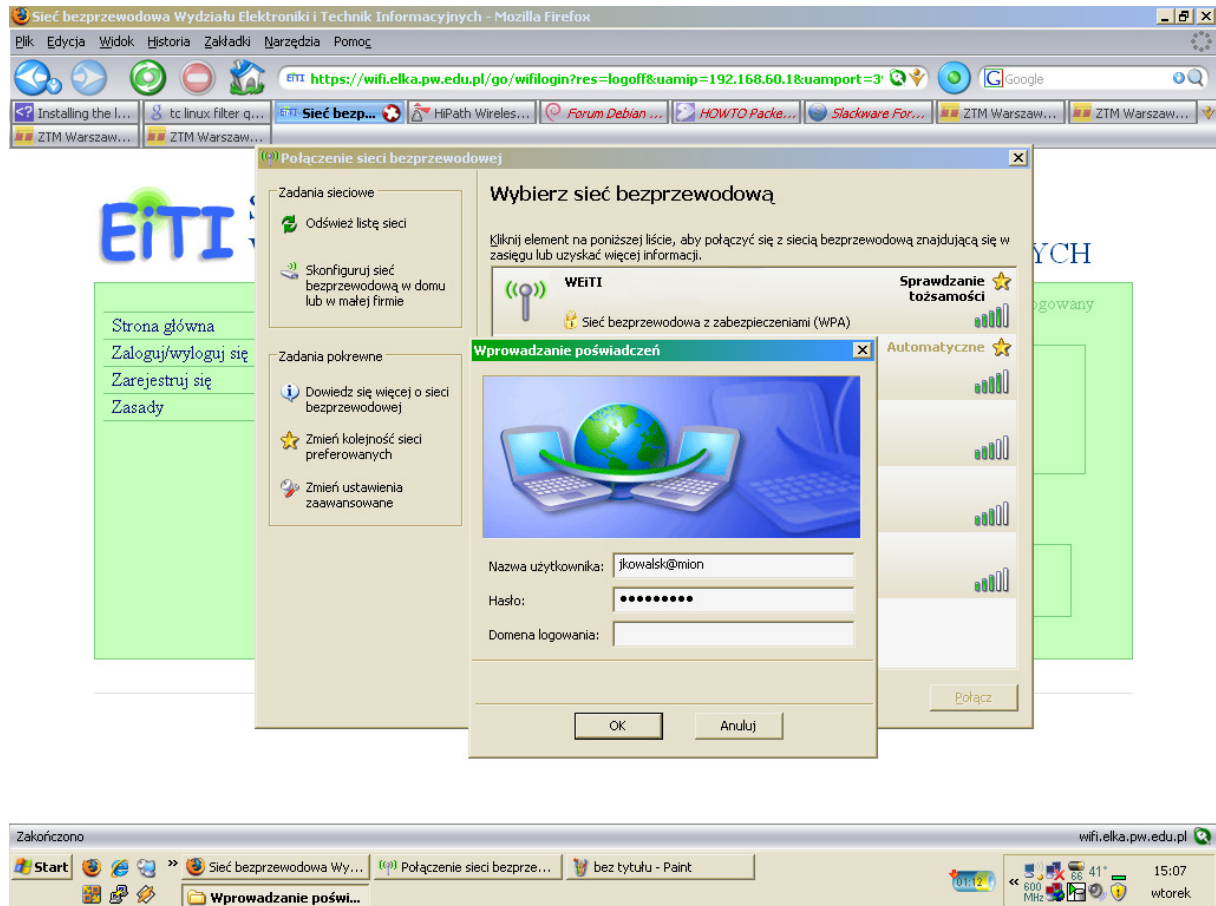 Sieć bezprzewodowa Wydziału Elektroniki i Technik Informacyjnych - Mozilla Firefox
Plik Edycja Widok Historia Zakładki Narzędzia Pomoc
EiTI https://wifi.elka.pw.edu.pl/go/wifilogin?res=logoff&uamip=192.168.60.1&uamport=3
G Google
Installing the l...
tc linux filter q...
Sieć bezp...
HiPath Wireles...
Forum Debian ...
HOWTO Packe...
Slackware For...
ZTM Warszaw...
ZTM Warszaw...
ZTM Warszaw...
ZTM Warszaw...
EiTI
YCH
ogowany
Strona główna
Zaloguj/wyloguj się
Zarejestruj się
Zasady
Połączenie sieci bezprzewodowej
Zadania sieciowe
Odśwież listę sieci
Skonfiguruj sieć
bezprzewodową w domu
lub w małej firmie
Zadania pokrewne
Dowiedz się więcej o sieci
bezprzewodowej
Zmień kolejność sieci
preferowanych
Zmień ustawienia
zaawansowane
Wybierz sieć bezprzewodową
Kliknij element na poniższej liście, aby połączyć się z siecią bezprzewodową znajdującą się w
zasięgu lub uzyskać więcej informacji.
WEiTI
Sprawdzanie
tożsamości
Sieć bezprzewodowa z zabezpieczeniami (WPA)
Automatyczne
Połącz
Wprowadzanie poświadczeń
Nazwa użytkownika: jkowalsk@mion
Hasło: •••••••••
Domena logowania:
OK Anuluj
Zakończono
wifi.elka.pw.edu.pl
Start
»
Sieć bezprzewodowa Wy...
Połączenie sieci bezprze...
bez tytułu - Paint
Wprowadzanie poświ...
01:12
«
600
MHz
66
41°
15:07
wtorek